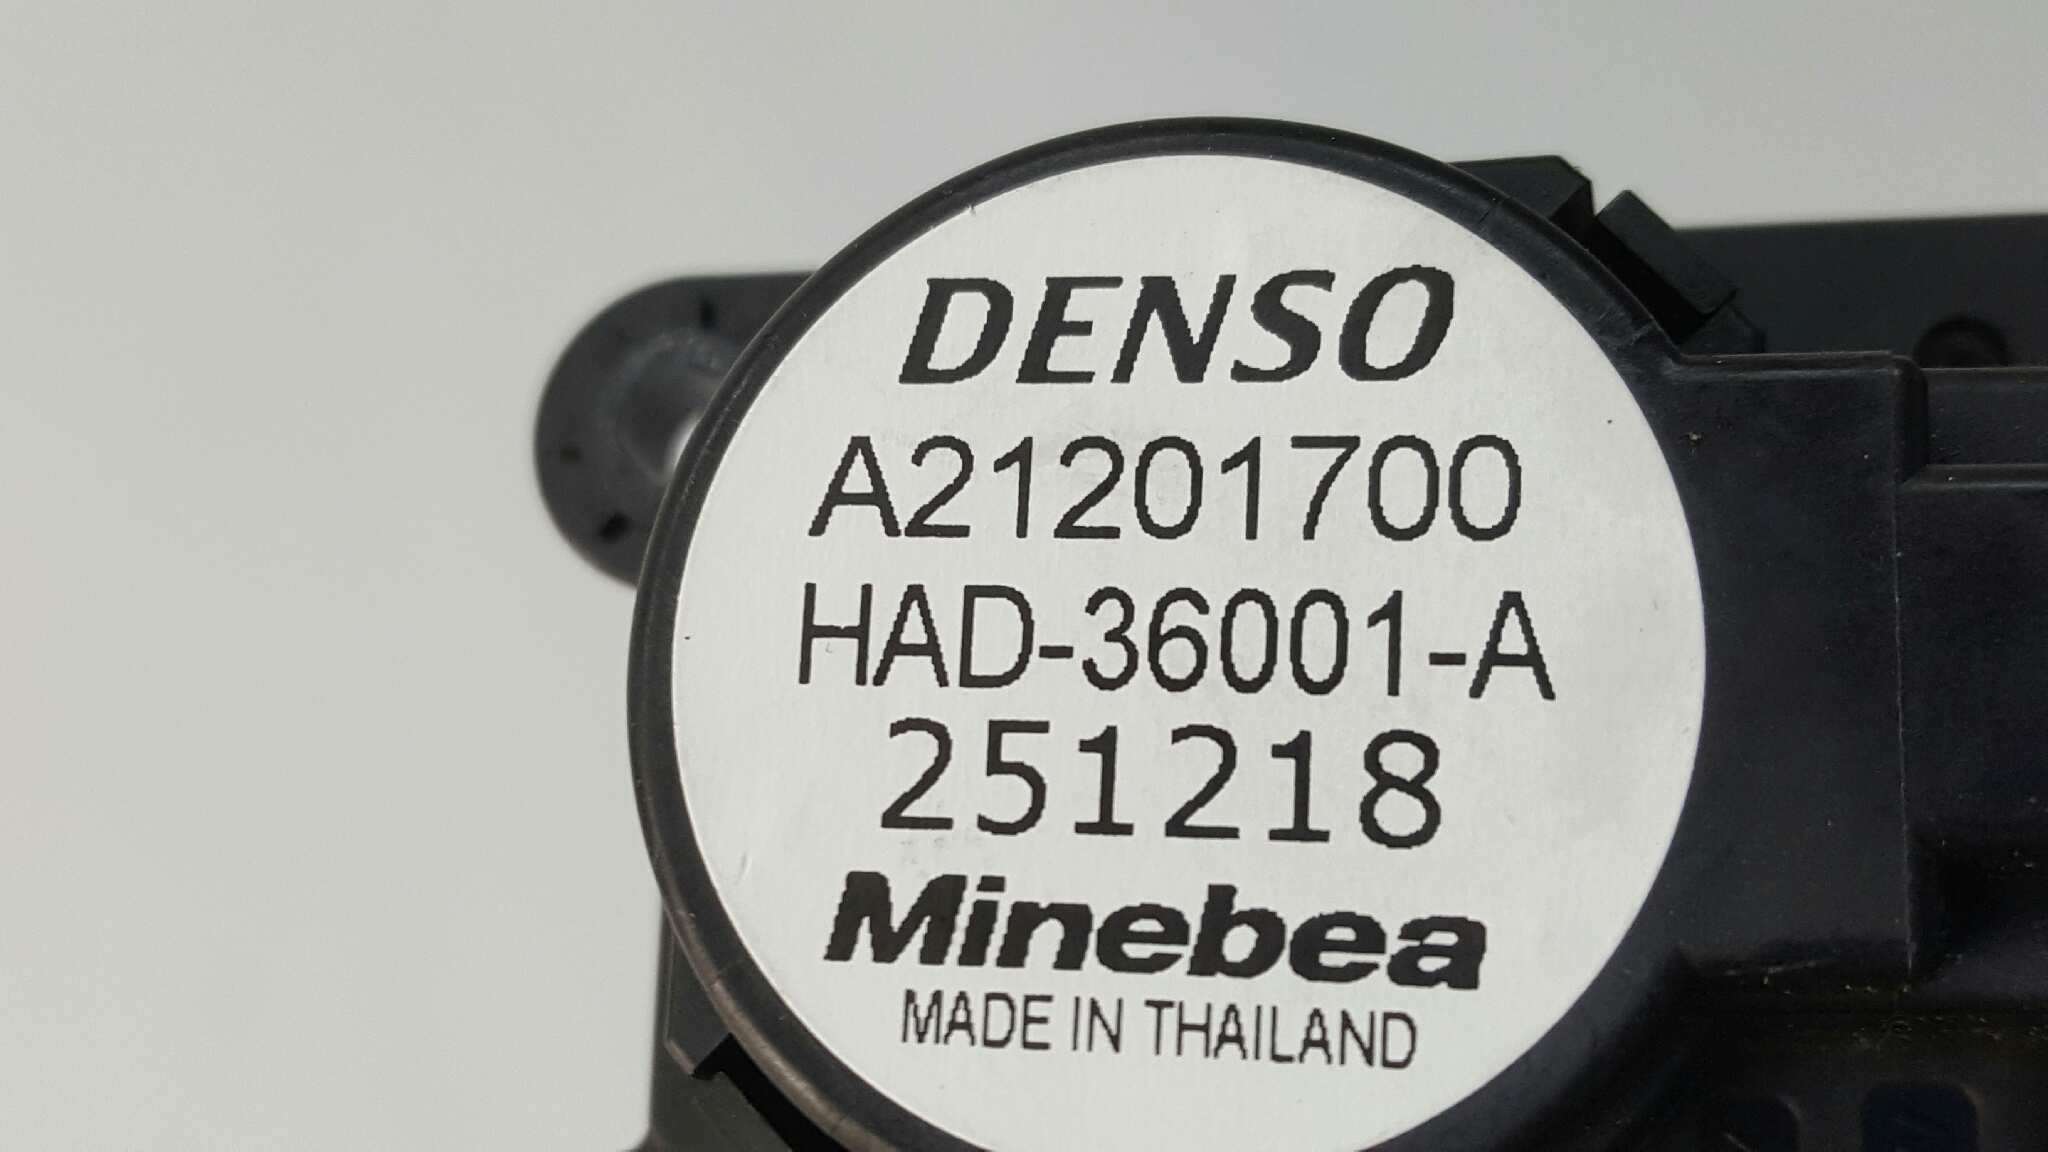 DENSO
A21201700
HAD-36001-A
251218
Minebea
MADE IN THAILAND